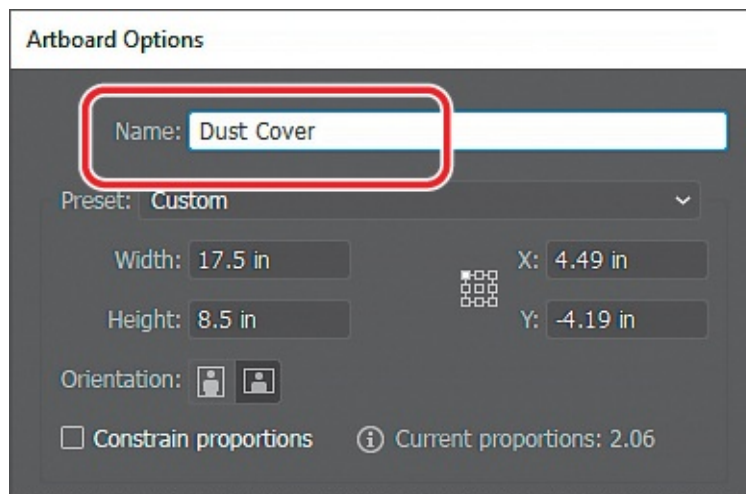 Artboard Options
Name: Dust Cover
Preset: Custom
Width: 17.5 in X: 4.49 in
Height: 8.5 in Y: -4.19 in
Orientation:
Constrain proportions Current proportions: 2.06